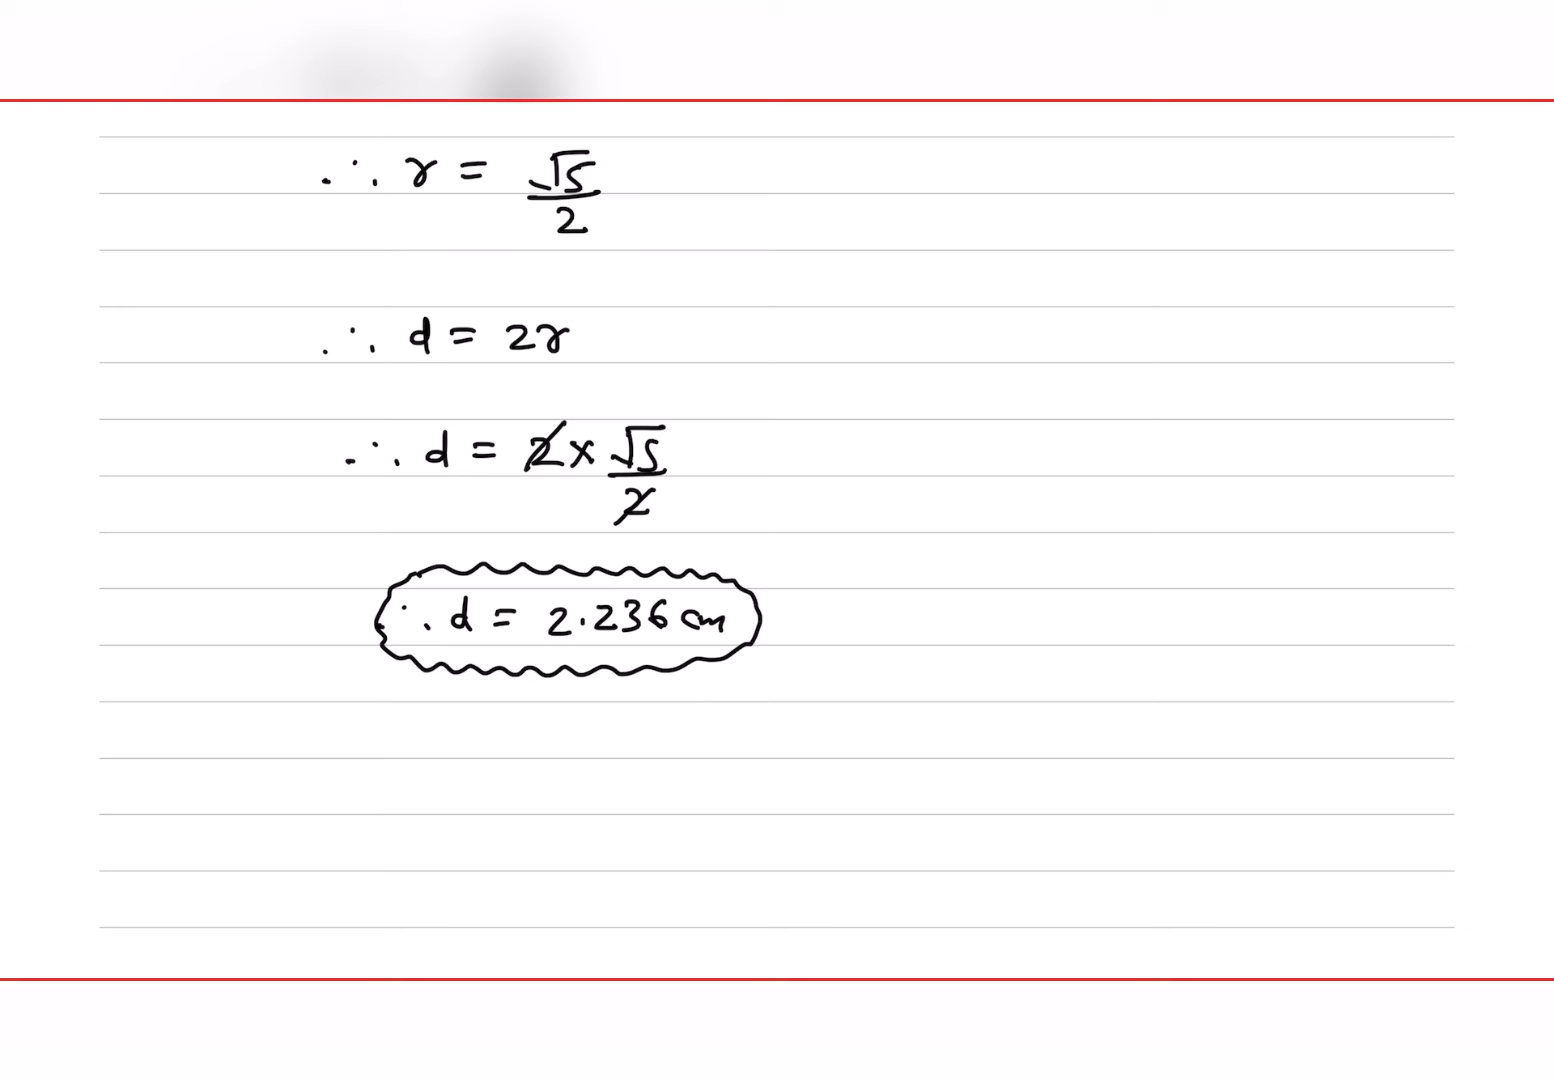 ∴ r = √5/2
∴ d = 2r
∴ d = 2 × √5/2
∴ d = 2.236 cm